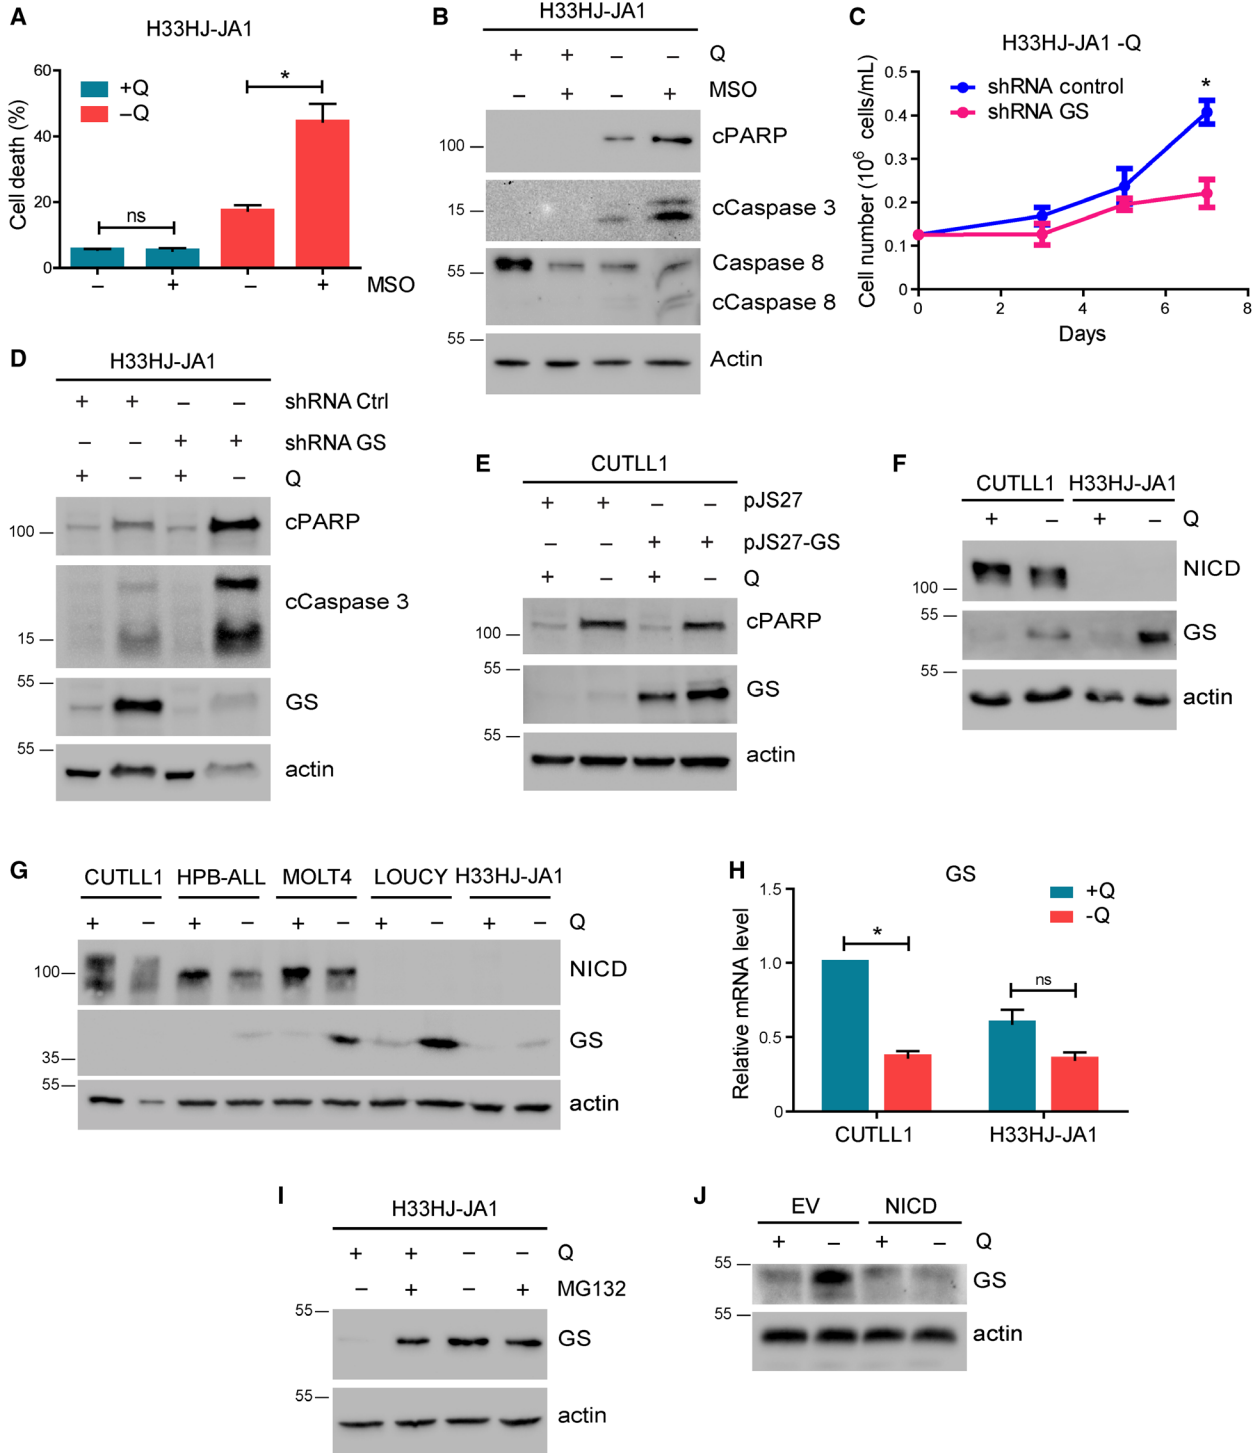 A
H33HJ-JA1
Cell death (%)
60
40
20
0
+Q
–Q
ns
*
– + – + MSO
B
H33HJ-JA1
+ + – – Q
– + – + MSO
100 cPARP
15 cCaspase 3
55 Caspase 8
cCaspase 8
55
Actin
C
H33HJ-JA1 -Q
Cell number (10⁶ cells/mL)
0.5
0.4
0.3
0.2
0.1
0
shRNA control
shRNA GS
*
0 2 4 6 8
Days
D
H33HJ-JA1
+ + – – shRNA Ctrl
– – + + shRNA GS
+ – + – Q
100 cPARP
cCaspase 3
15
55
GS
55
actin
E
CUTLL1
+ + – – pJS27
– – + + pJS27-GS
+ – + – Q
cPARP
100
55
GS
55
actin
F
CUTLL1 H33HJ-JA1
+ – + – Q
NICD
100
55
GS
55
actin
G
CUTLL1 HPB-ALL MOLT4 LOUCY H33HJ-JA1
+ – + – + – + – + – Q
100 NICD
GS
35
55
actin
H
GS
Relative mRNA level
1.5
1.0
0.5
0
+Q
-Q
*
ns
CUTLL1 H33HJ-JA1
I
H33HJ-JA1
+ + – – Q
– + – + MG132
55
GS
55
actin
J
EV NICD
+ – + – Q
55
GS
55
actin